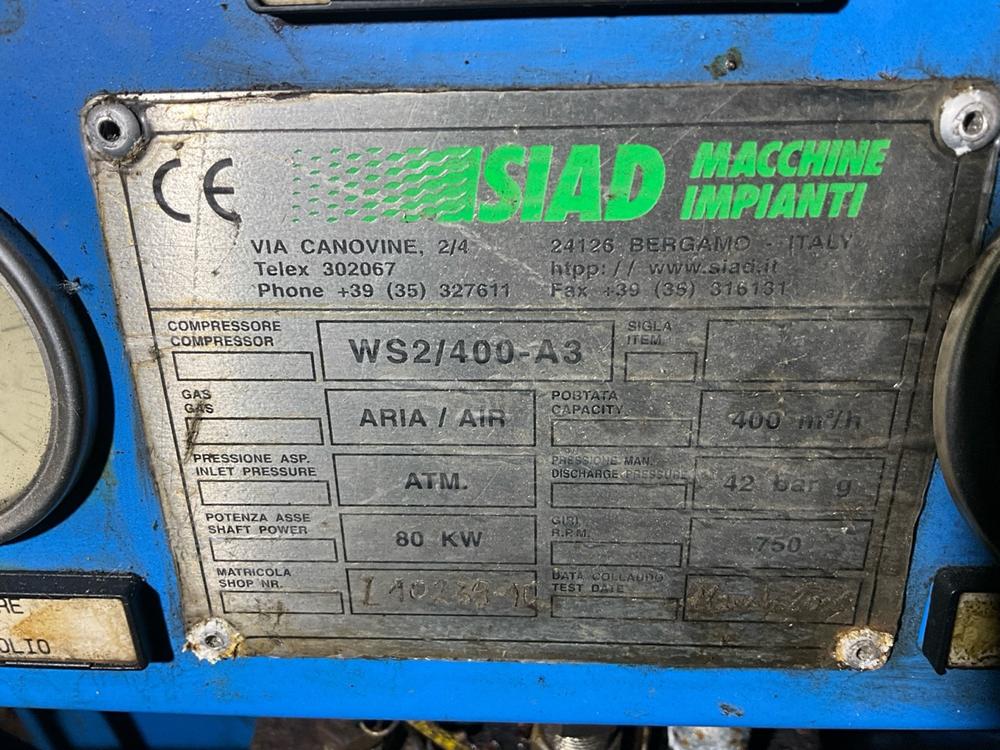 CE
SIAD MACCHINE IMPIANTI
VIA CANOVINE, 2/4 24126 BERGAMO - ITALY
Telex 302067 htpp: // www.siad.it
Phone +39 (35) 327611 Fax +39 (35) 316131
COMPRESSORE
COMPRESSOR
WS2/400-A3
SIGLA
ITEM
GAS
GAS
ARIA / AIR
PORTATA
CAPACITY
400 m³/h
PRESSIONE ASP.
INLET PRESSURE
ATM.
PRESSIONE MAN.
DISCHARGE PRESSURE
42 bar g
POTENZA ASSE
SHAFT POWER
80 KW
GIRI
R.P.M.
750
MATRICOLA
SHOP NR.
DATA COLLAUDO
TEST DATE
RE
OLIO